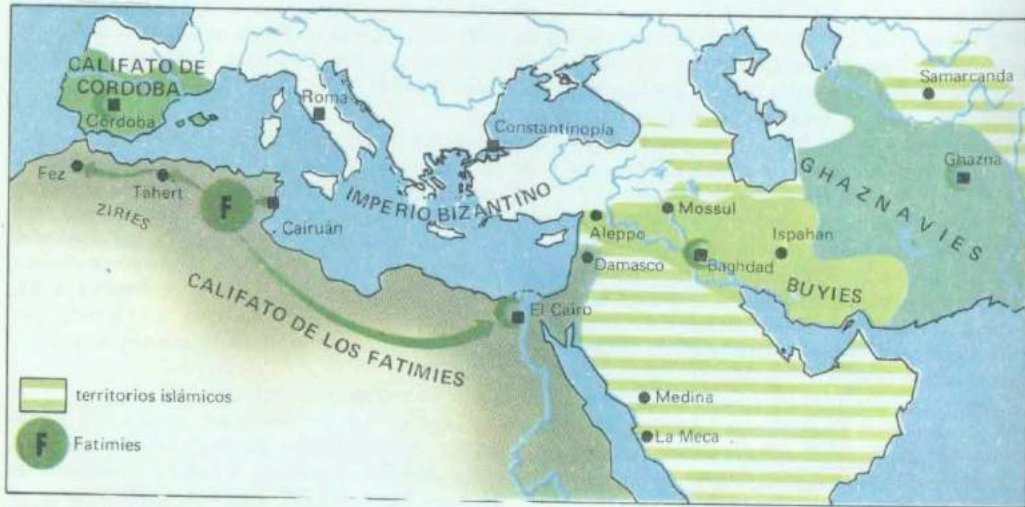 CALIFATO DE
CORDOBA
Córdoba
Roma
Constantinopla
Samarcanda
Ghazna
GHAZNAVIES
Fez
Tahert
ZIRIES
F
Cairuán
IMPERIO BIZANTINO
Aleppo
Mossul
Ispahan
Damasco
Baghdad
BUYIES
CALIFATO DE LOS FATIMIES
El Cairo
Medina
La Meca
territorios islámicos
F
Fatimíes